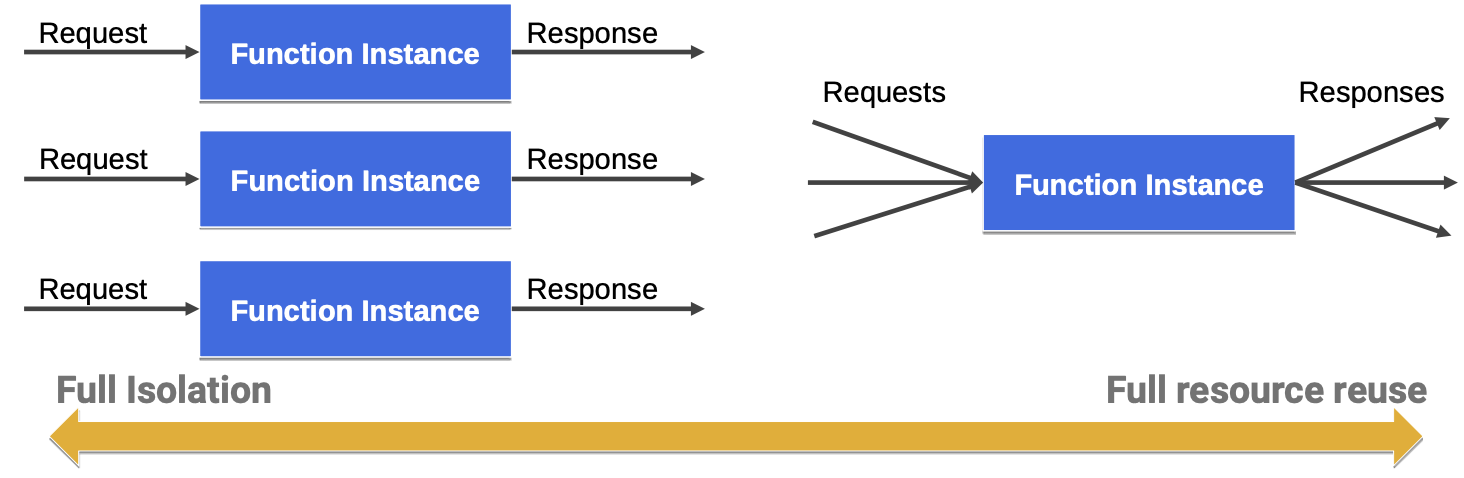 Request
Function Instance
Response
Request
Function Instance
Response
Request
Function Instance
Response
Requests
Function Instance
Responses
Full Isolation
Full resource reuse